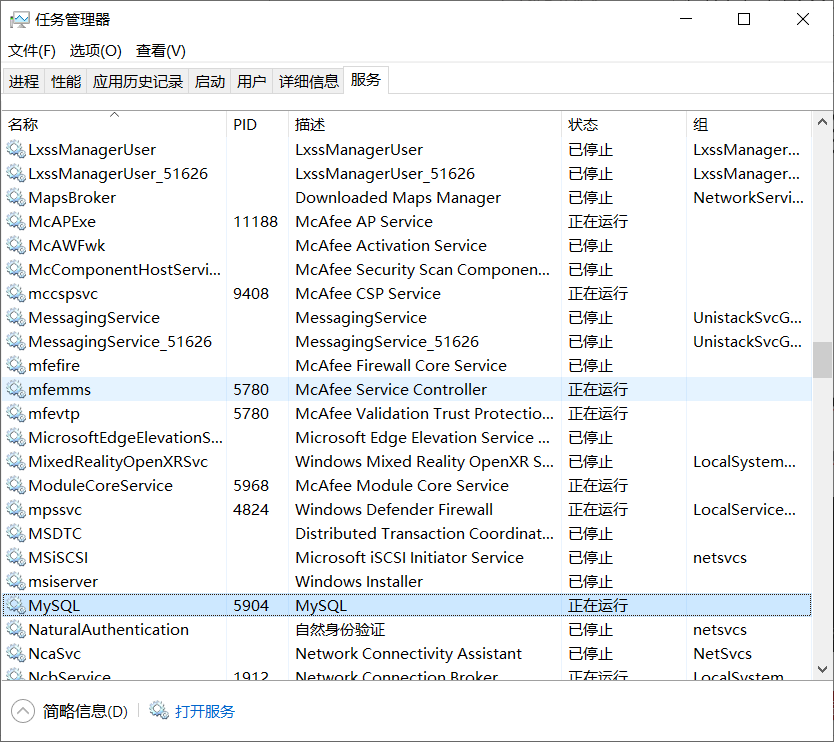 任务管理器
文件(F) 选项(O) 查看(V)
进程 性能 应用历史记录 启动 用户 详细信息 服务
名称 PID 描述 状态 组
LxssManagerUser LxssManagerUser 已停止 LxssManager...
LxssManagerUser_51626 LxssManagerUser_51626 已停止 LxssManager...
MapsBroker Downloaded Maps Manager 已停止 NetworkServi...
McAPExe 11188 McAfee AP Service 正在运行
McAWFwk McAfee Activation Service 已停止
McComponentHostServi... McAfee Security Scan Componen... 已停止
mccspsvc 9408 McAfee CSP Service 正在运行
MessagingService MessagingService 已停止 UnistackSvcG...
MessagingService_51626 MessagingService_51626 已停止 UnistackSvcG...
mfefire McAfee Firewall Core Service 已停止
mfemms 5780 McAfee Service Controller 正在运行
mfevtp 5780 McAfee Validation Trust Protectio... 正在运行
MicrosoftEdgeElevationS... Microsoft Edge Elevation Service ... 已停止
MixedRealityOpenXRSvc Windows Mixed Reality OpenXR S... 已停止 LocalSystem...
ModuleCoreService 5968 McAfee Module Core Service 正在运行
mpssvc 4824 Windows Defender Firewall 正在运行 LocalService...
MSDTC Distributed Transaction Coordinat... 已停止
MSiSCSI Microsoft iSCSI Initiator Service 已停止 netsvcs
msiserver Windows Installer 已停止
MySQL 5904 MySQL 正在运行
NaturalAuthentication 自然身份验证 已停止 netsvcs
NcaSvc Network Connectivity Assistant 已停止 NetSvcs
NcbService 1912 Network Connection Broker 正在运行 LocalSystem
简略信息(D) 打开服务